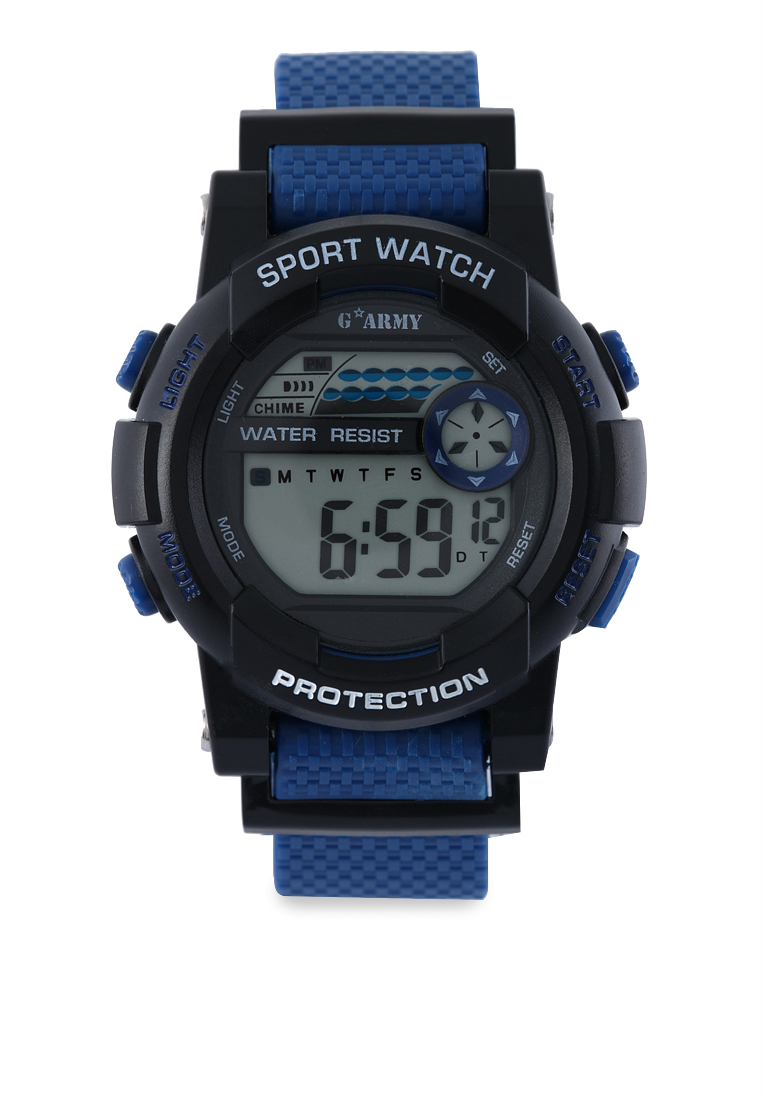 SPORT WATCH
G☆ARMY
LIGHT
START
LIGHT
SET
PM
CHIME
WATER RESIST
S M T W T F S
6:59 12
D T
MODE
RESET
MODE
RESET
PROTECTION